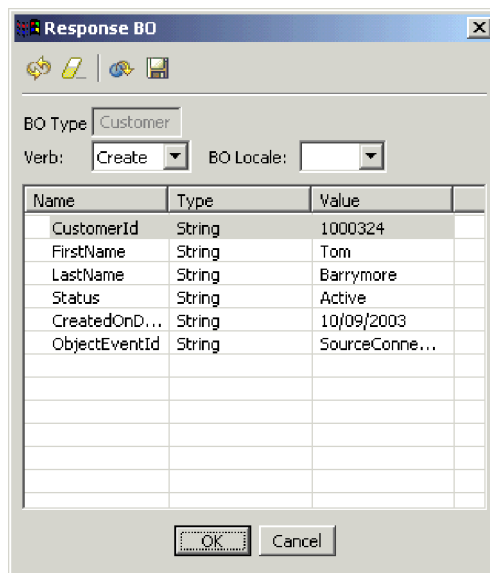 Response BO
BO Type Customer
Verb: Create BO Locale:
Name Type Value
CustomerId String 1000324
FirstName String Tom
LastName String Barrymore
Status String Active
CreatedOnD... String 10/09/2003
ObjectEventId String SourceConne...
OK Cancel